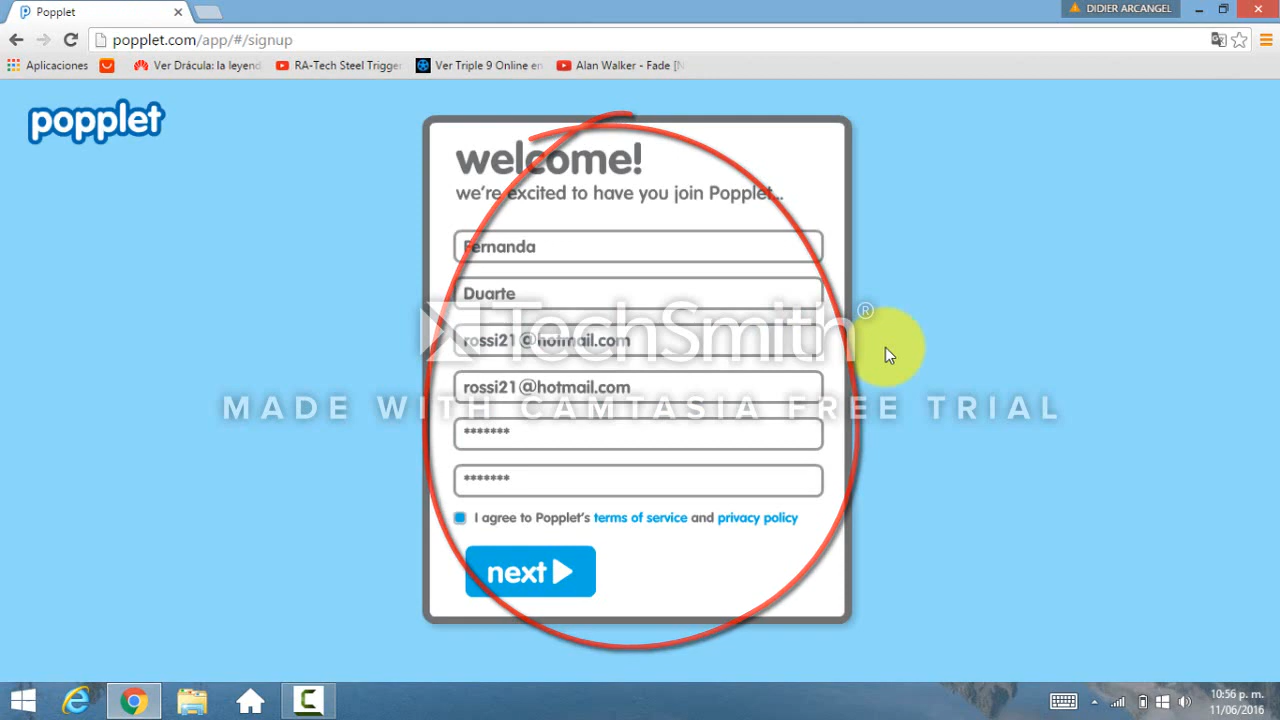 Popplet
DIDIER ARCANGEL
popplet.com/app/#/signup
Aplicaciones
Ver Drácula: la leyend
RA-Tech Steel Trigger
Ver Triple 9 Online en
Alan Walker - Fade [N
popplet
welcome!
we're excited to have you join Popplet...
Fernanda
Duarte
rossi21@hotmail.com
rossi21@hotmail.com
*******
*******
TechSmith®
MADE WITH CAMTASIA FREE TRIAL
I agree to Popplet's terms of service and privacy policy
next
10:56 p. m.
11/06/2016